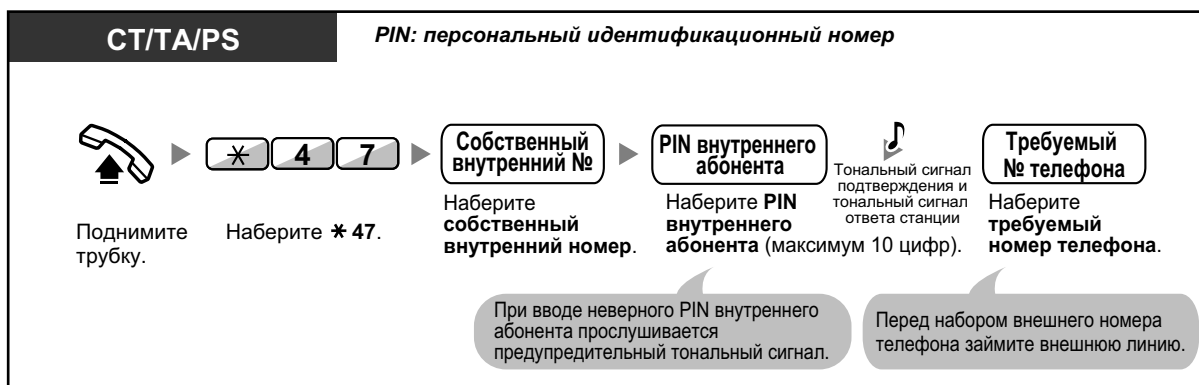 CT/TA/PS
PIN: персональный идентификационный номер
* 4 7
Собственный
внутренний №
PIN внутреннего
абонента
Тональный сигнал
подтверждения и
тональный сигнал
ответа станции
Требуемый
№ телефона
Поднимите
трубку.
Наберите * 47.
Наберите
собственный
внутренний номер.
Наберите PIN
внутреннего
абонента (максимум 10 цифр).
Наберите
требуемый
номер телефона.
При вводе неверного PIN внутреннего
абонента прослушивается
предупредительный тональный сигнал.
Перед набором внешнего номера
телефона займите внешнюю линию.